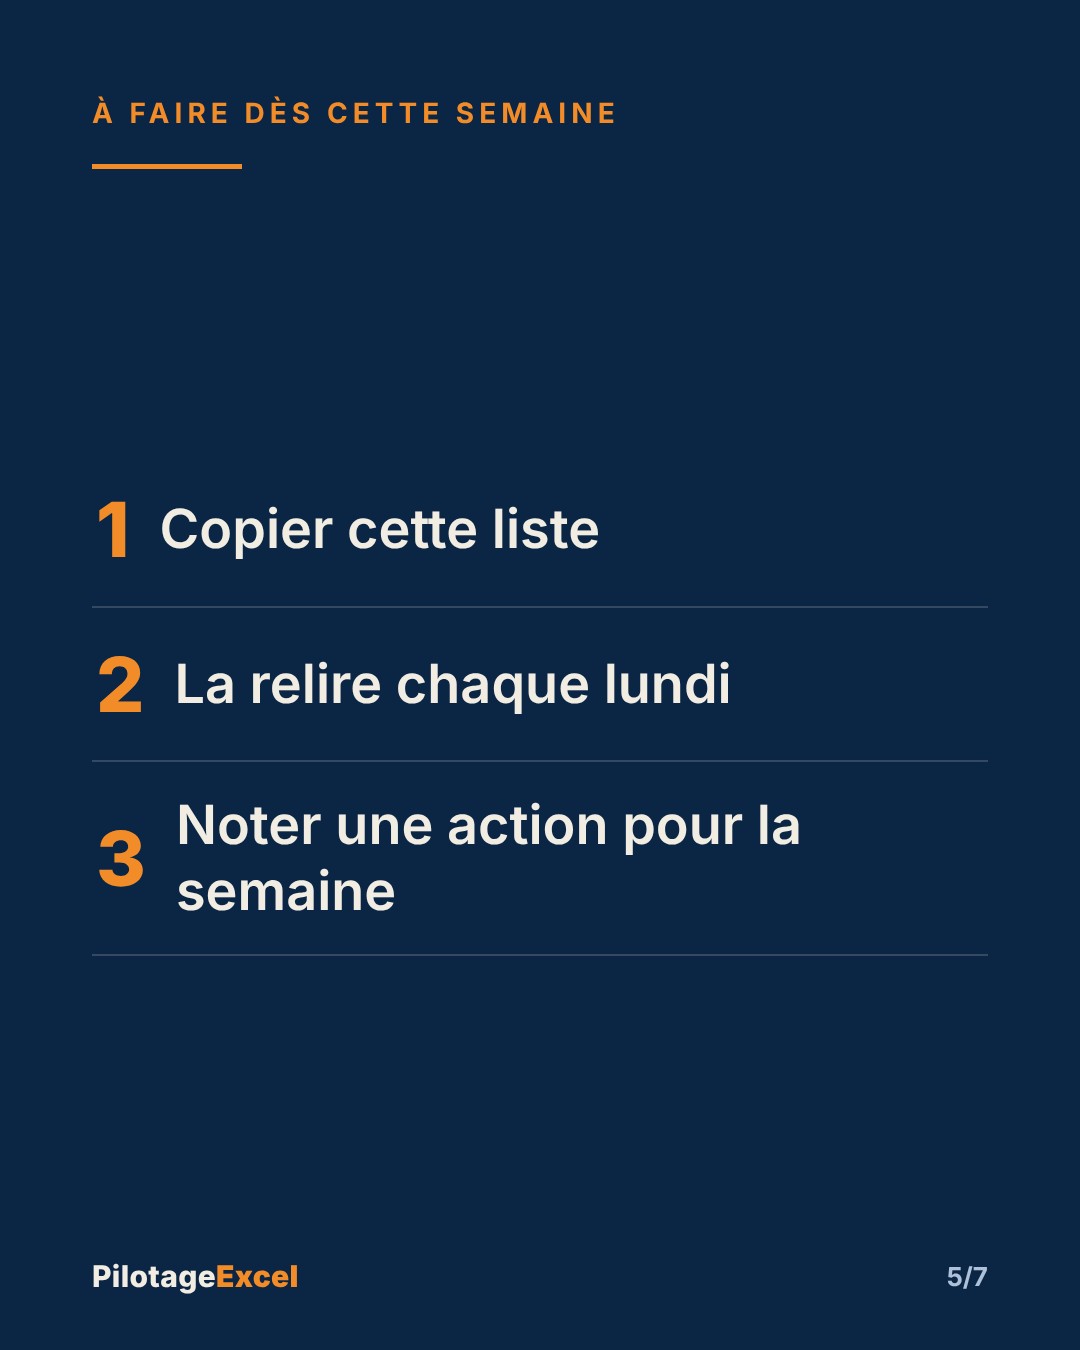 À FAIRE DÈS CETTE SEMAINE
1 Copier cette liste
2 La relire chaque lundi
3 Noter une action pour la
semaine
PilotageExcel
5/7